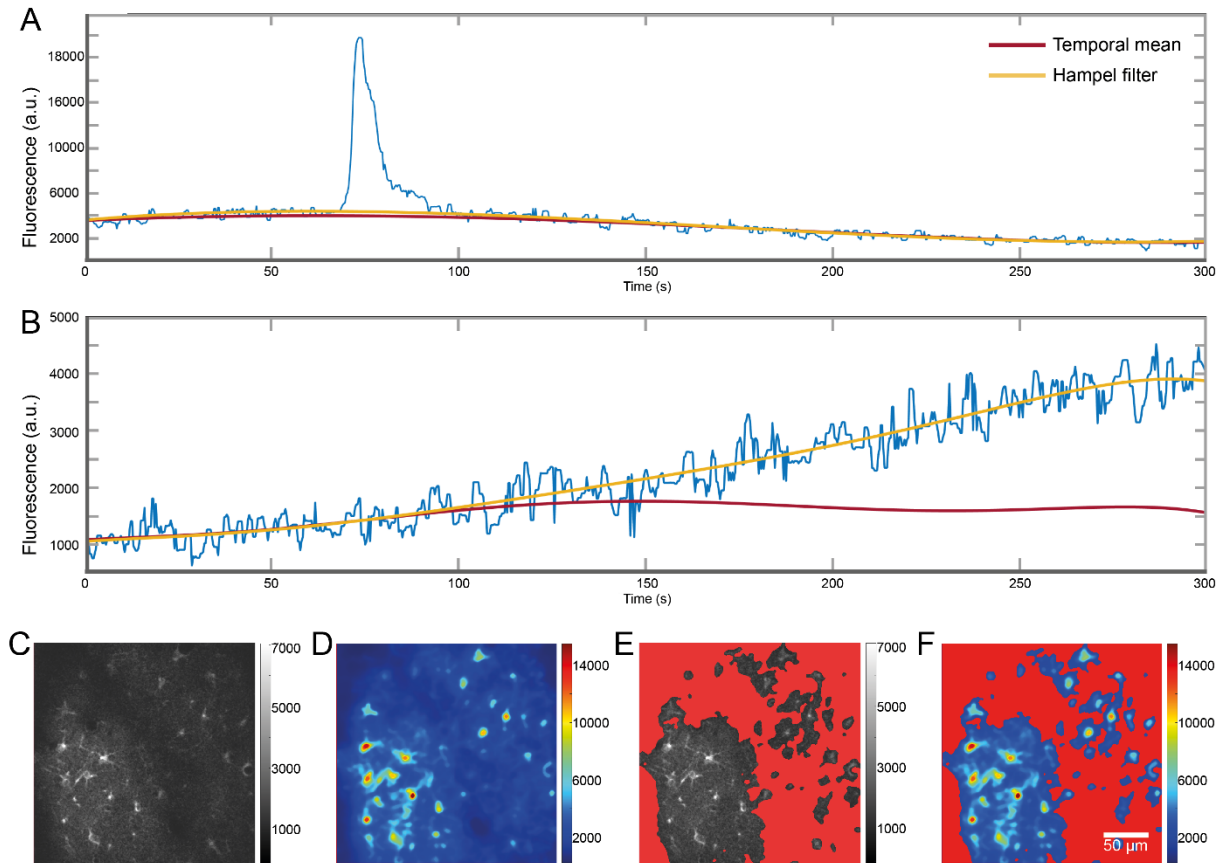 A
Fluorescence (a.u.)
18000
16000
10000
6000
2000
Temporal mean
Hampel filter
0 50 100 150 200 250 300
Time (s)
B
Fluorescence (a.u.)
5000
4000
3000
2000
1000
0 50 100 150 200 250 300
Time (s)
C
7000
5000
3000
1000
D
14000
10000
6000
2000
E
7000
5000
3000
1000
F
14000
10000
6000
2000
50 µm